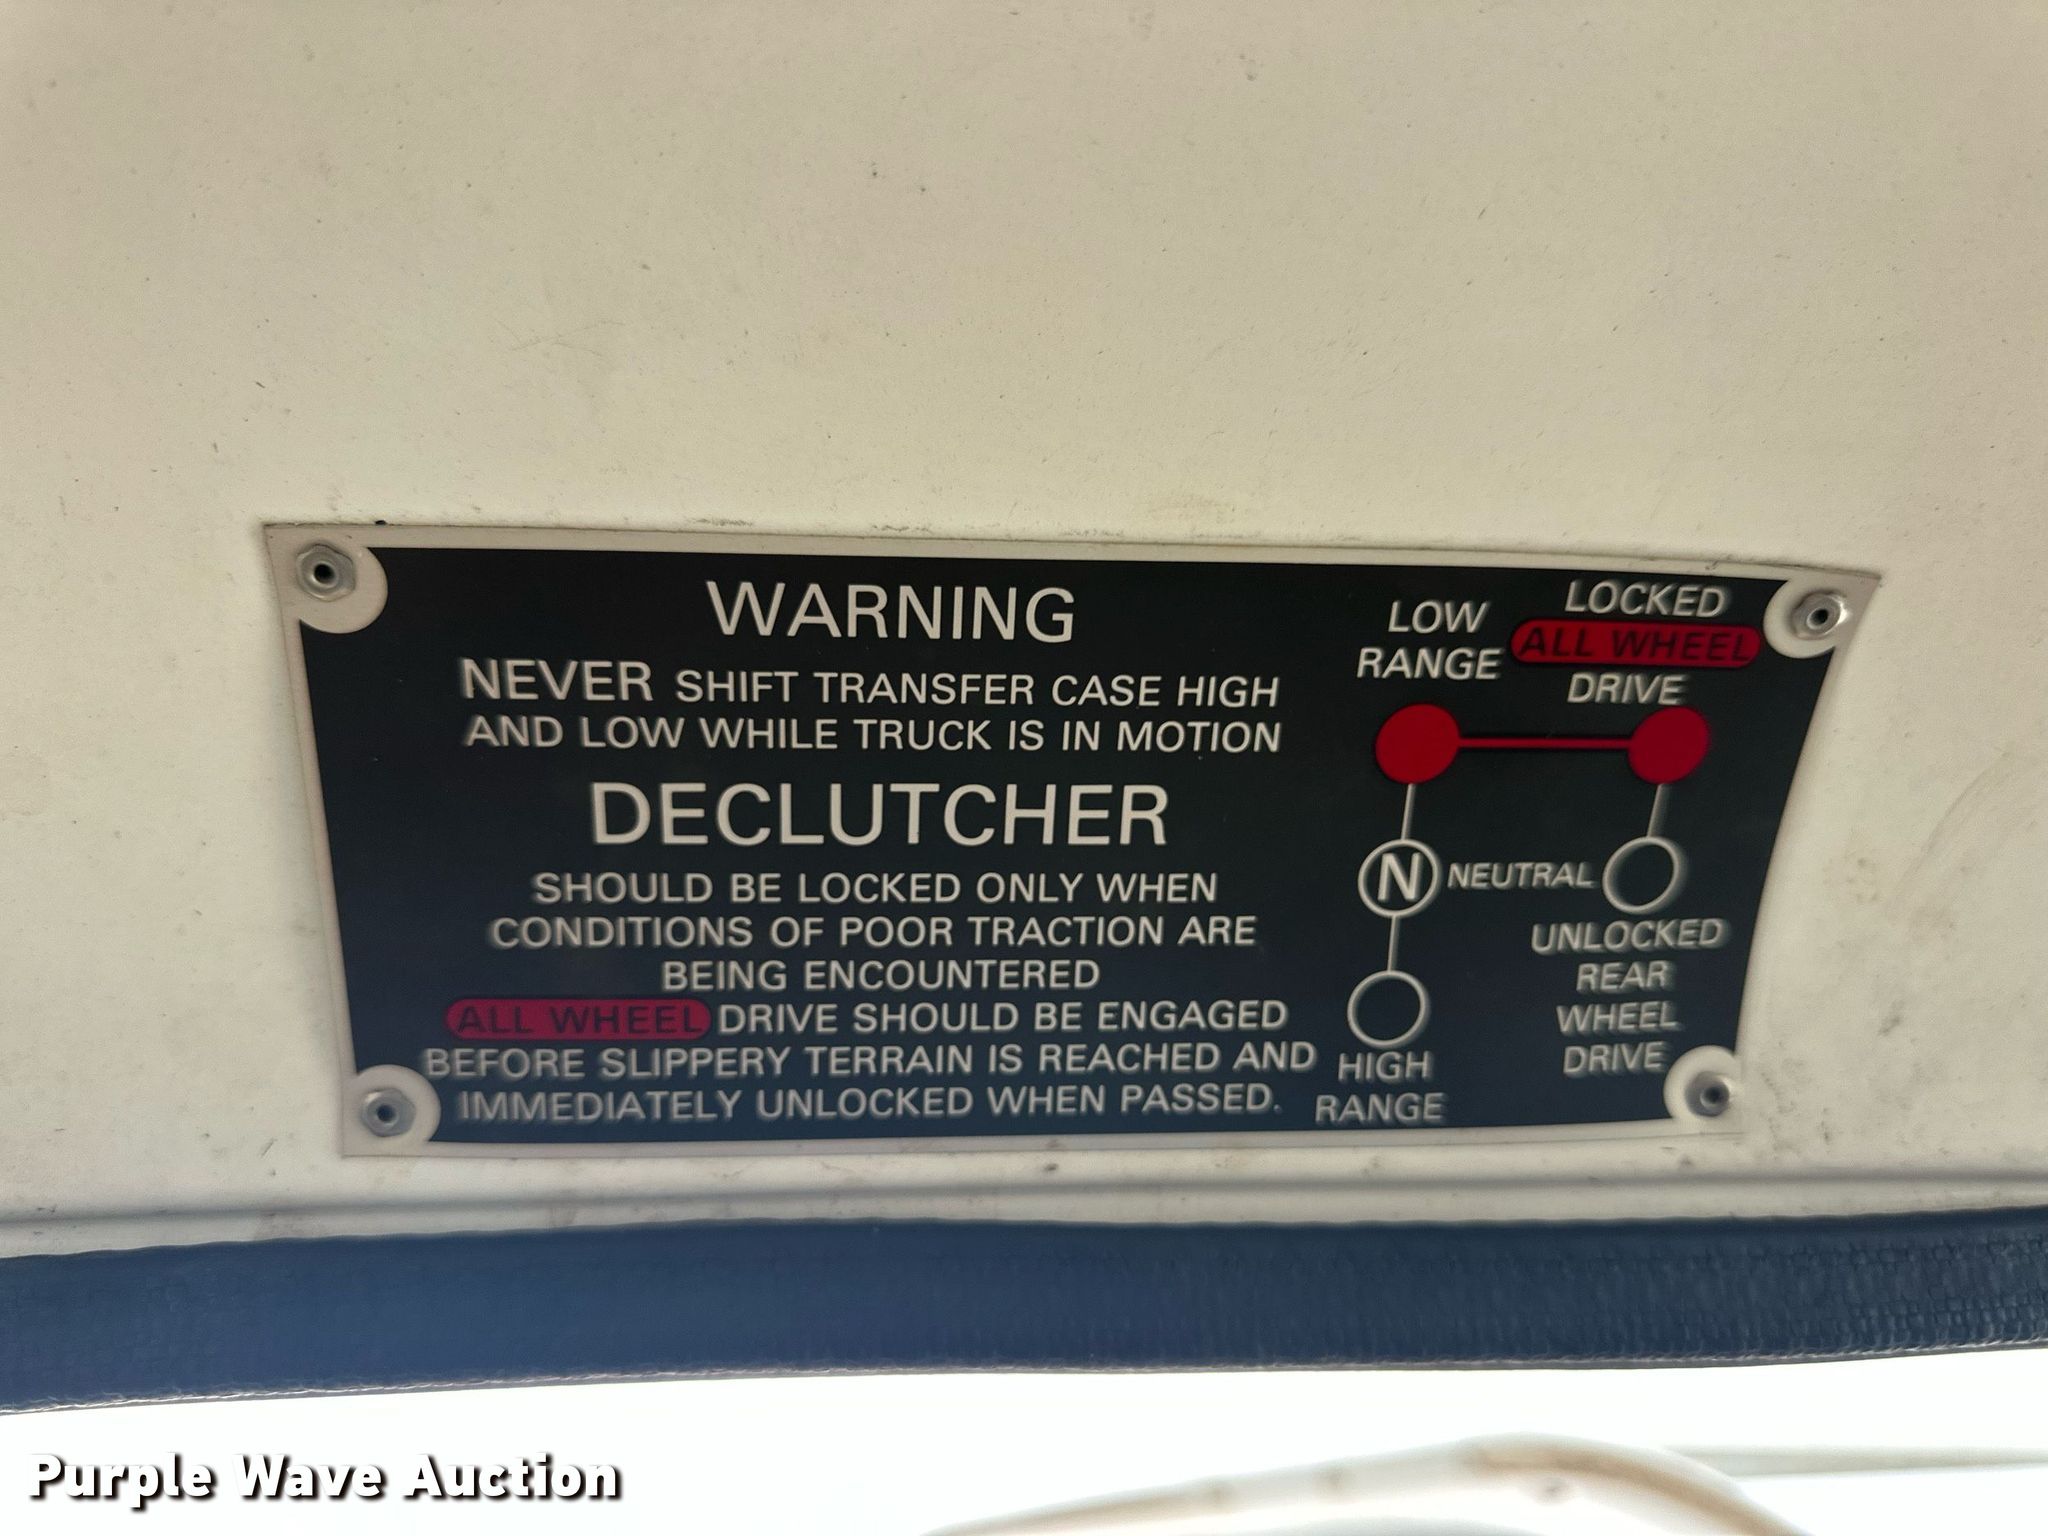 WARNING
NEVER SHIFT TRANSFER CASE HIGH
AND LOW WHILE TRUCK IS IN MOTION
DECLUTCHER
SHOULD BE LOCKED ONLY WHEN
CONDITIONS OF POOR TRACTION ARE
BEING ENCOUNTERED
ALL WHEEL DRIVE SHOULD BE ENGAGED
BEFORE SLIPPERY TERRAIN IS REACHED AND
IMMEDIATELY UNLOCKED WHEN PASSED.
LOW
RANGE
LOCKED
ALL WHEEL
DRIVE
N NEUTRAL
HIGH
RANGE
UNLOCKED
REAR
WHEEL
DRIVE
Purple Wave Auction